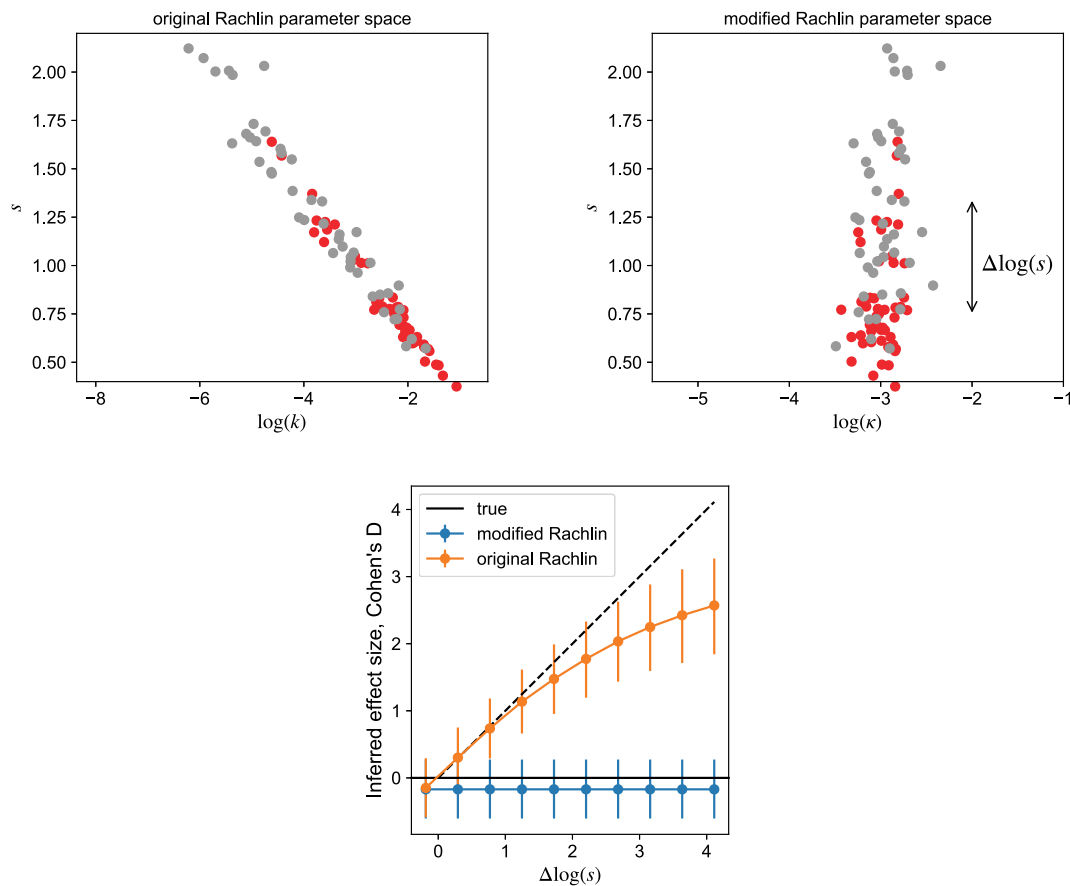 original Rachlin parameter space
2.00
1.75
1.50
1.25
1.00
0.75
0.50
s
−8
−6
−4
−2
log(k)
modified Rachlin parameter space
2.00
1.75
1.50
1.25
1.00
0.75
0.50
s
Δlog(s)
−5
−4
−3
−2
−1
log(κ)
4
3
2
1
0
Inferred effect size, Cohen's D
true
modified Rachlin
original Rachlin
0
1
2
3
4
Δlog(s)